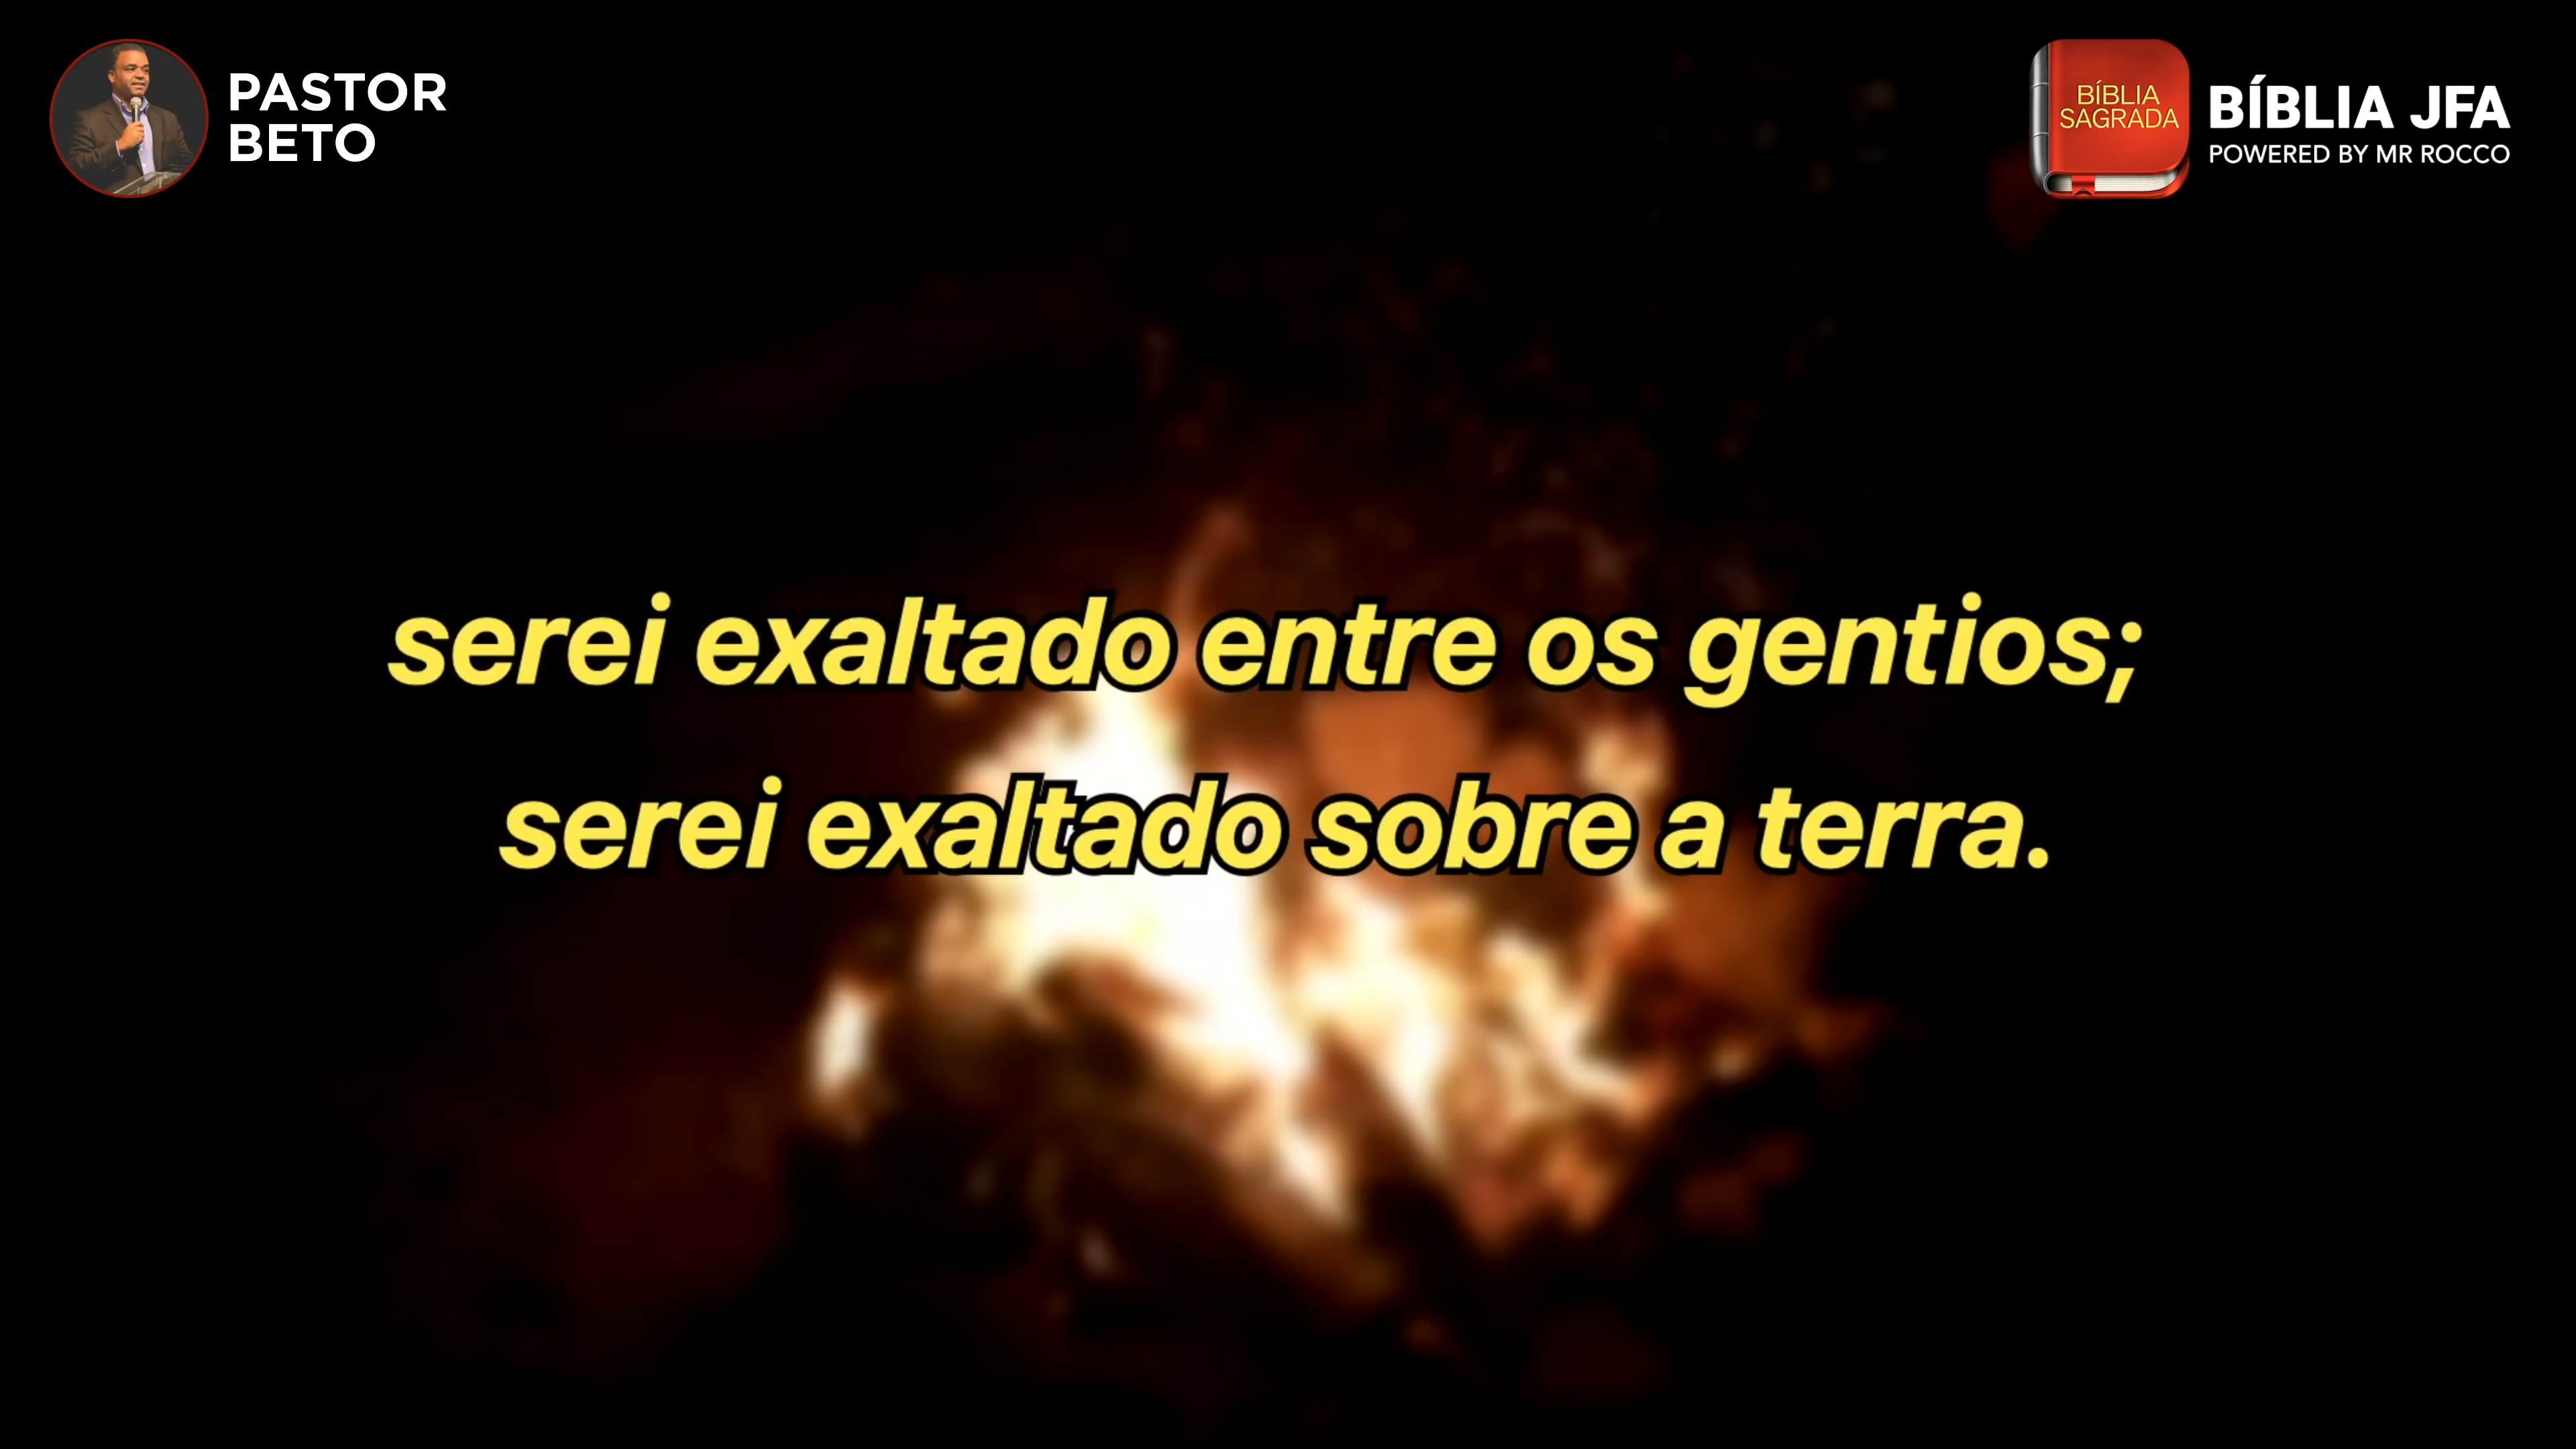 PASTOR
BETO
BÍBLIA
SAGRADA
BÍBLIA JFA
POWERED BY MR ROCCO
serei exaltado entre os gentios;
serei exaltado sobre a terra.